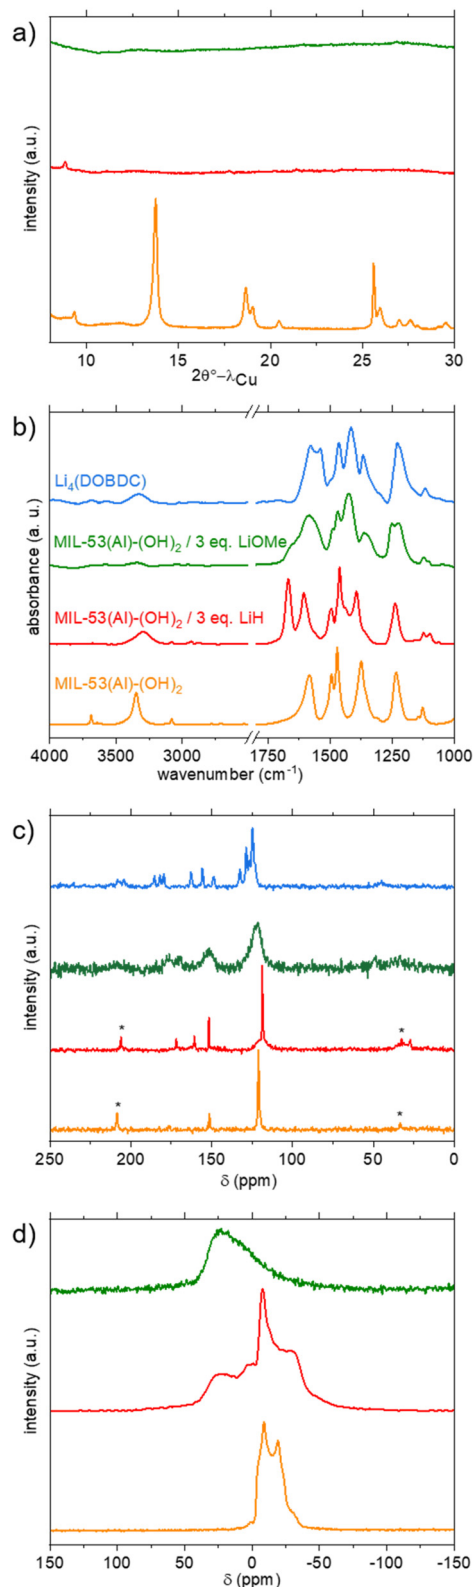 a)
intensity (a.u.)
10 15 20 25 30
2θ°–λCu
b)
Li4(DOBDC)
MIL-53(Al)-(OH)2 / 3 eq. LiOMe
MIL-53(Al)-(OH)2 / 3 eq. LiH
MIL-53(Al)-(OH)2
absorbance (a. u.)
4000 3500 3000 1750 1500 1250 1000
wavenumber (cm-1)
c)
* *
* *
intensity (a.u.)
250 200 150 100 50 0
δ (ppm)
d)
intensity (a.u.)
150 100 50 0 -50 -100 -150
δ (ppm)